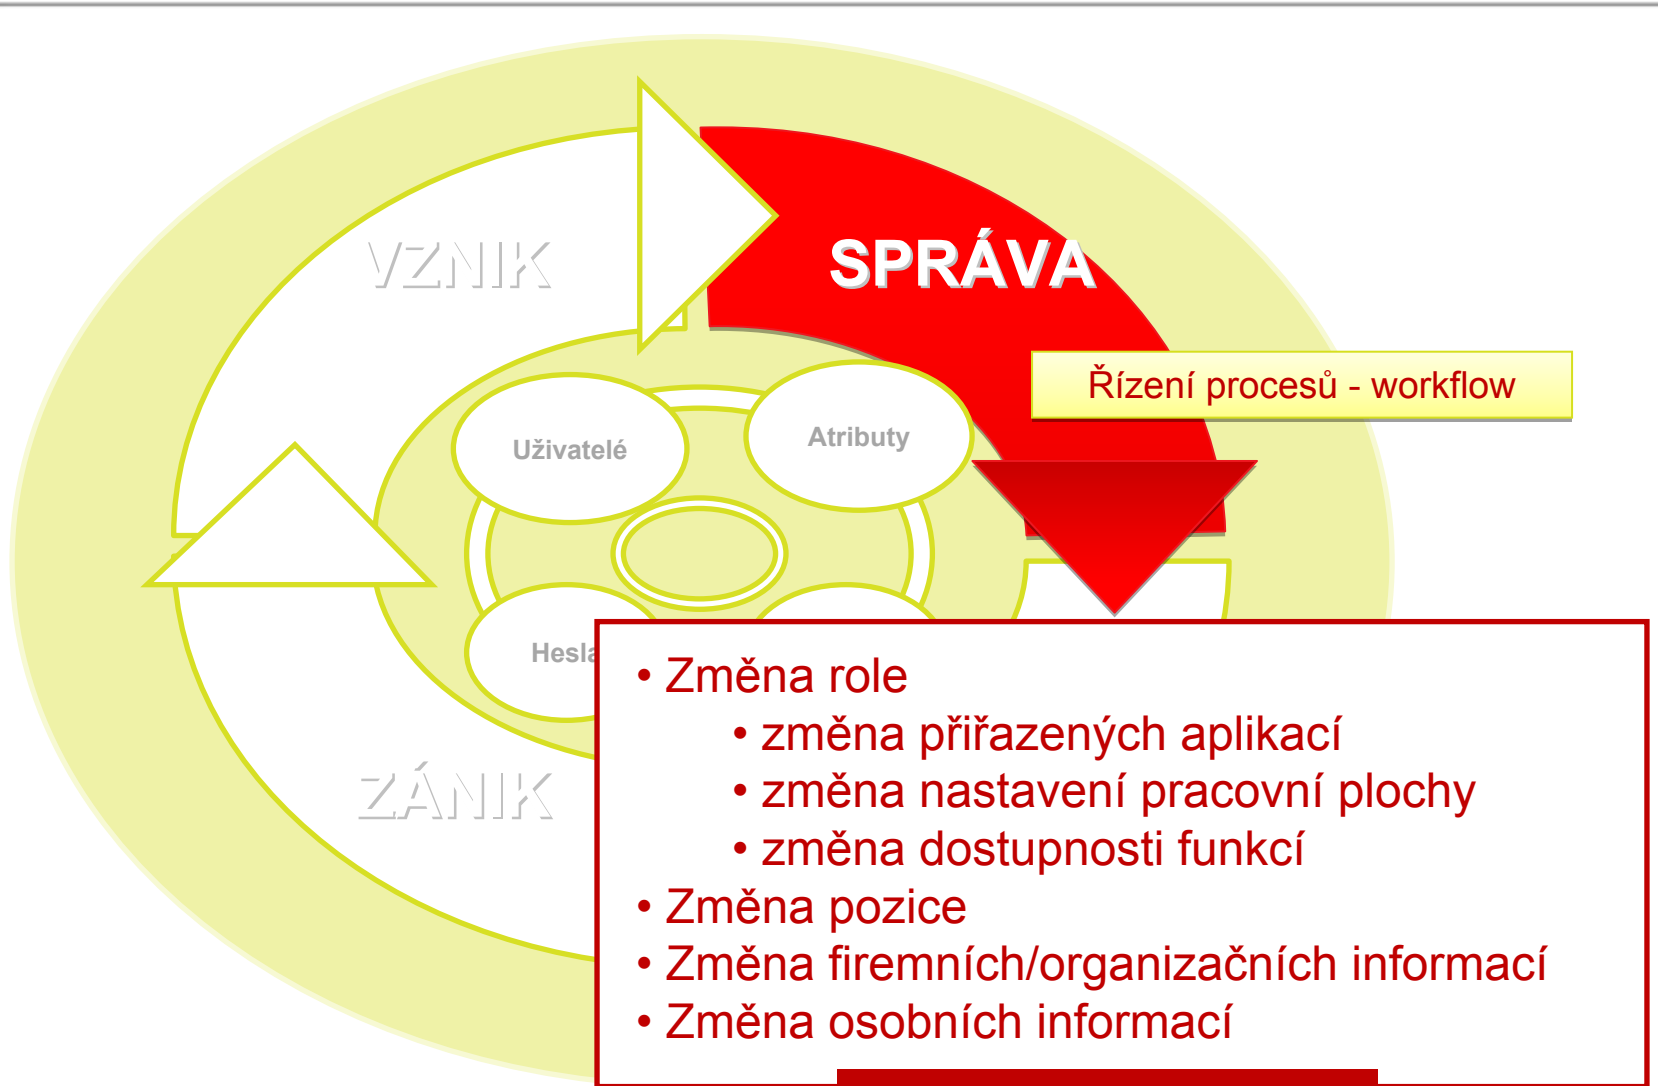 VZNIK
SPRÁVA
Řízení procesů - workflow
Uživatelé
Atributy
Hesla
• Změna role
• změna přiřazených aplikací
• změna nastavení pracovní plochy
• změna dostupnosti funkcí
• Změna pozice
• Změna firemních/organizačních informací
• Změna osobních informací
ZÁNIK